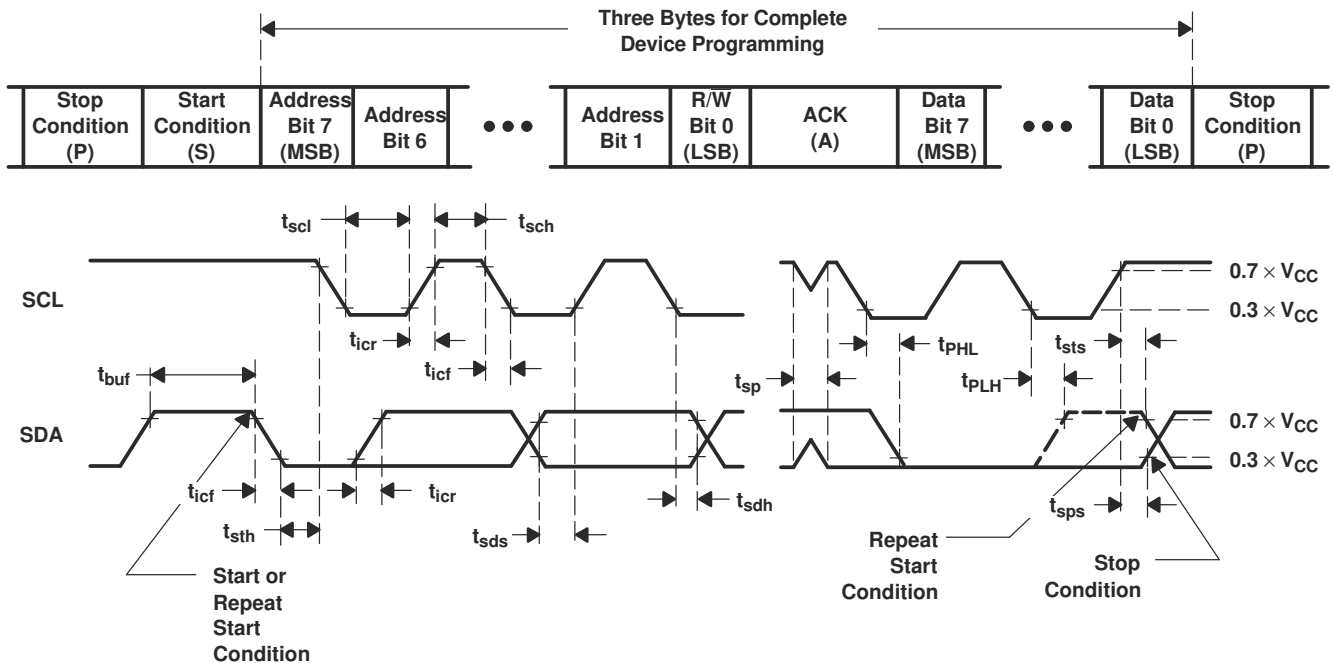 Three Bytes for Complete
Device Programming
Stop
Condition
(P)
Start
Condition
(S)
Address
Bit 7
(MSB)
Address
Bit 6
•••
Address
Bit 1
R/W̅
Bit 0
(LSB)
ACK
(A)
Data
Bit 7
(MSB)
•••
Data
Bit 0
(LSB)
Stop
Condition
(P)
tscl
tsch
SCL
0.7 × VCC
0.3 × VCC
ticr
ticf
tPHL
tsts
tbuf
tsp
tPLH
SDA
0.7 × VCC
0.3 × VCC
ticf
ticr
tsth
tsds
tsdh
tsps
Start or
Repeat
Start
Condition
Repeat
Start
Condition
Stop
Condition